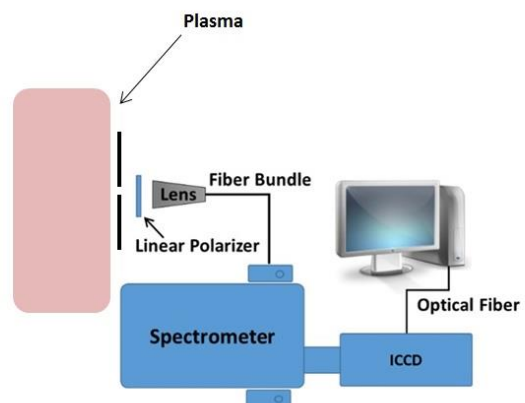 Plasma
Fiber Bundle
Lens
Linear Polarizer
Optical Fiber
Spectrometer
ICCD